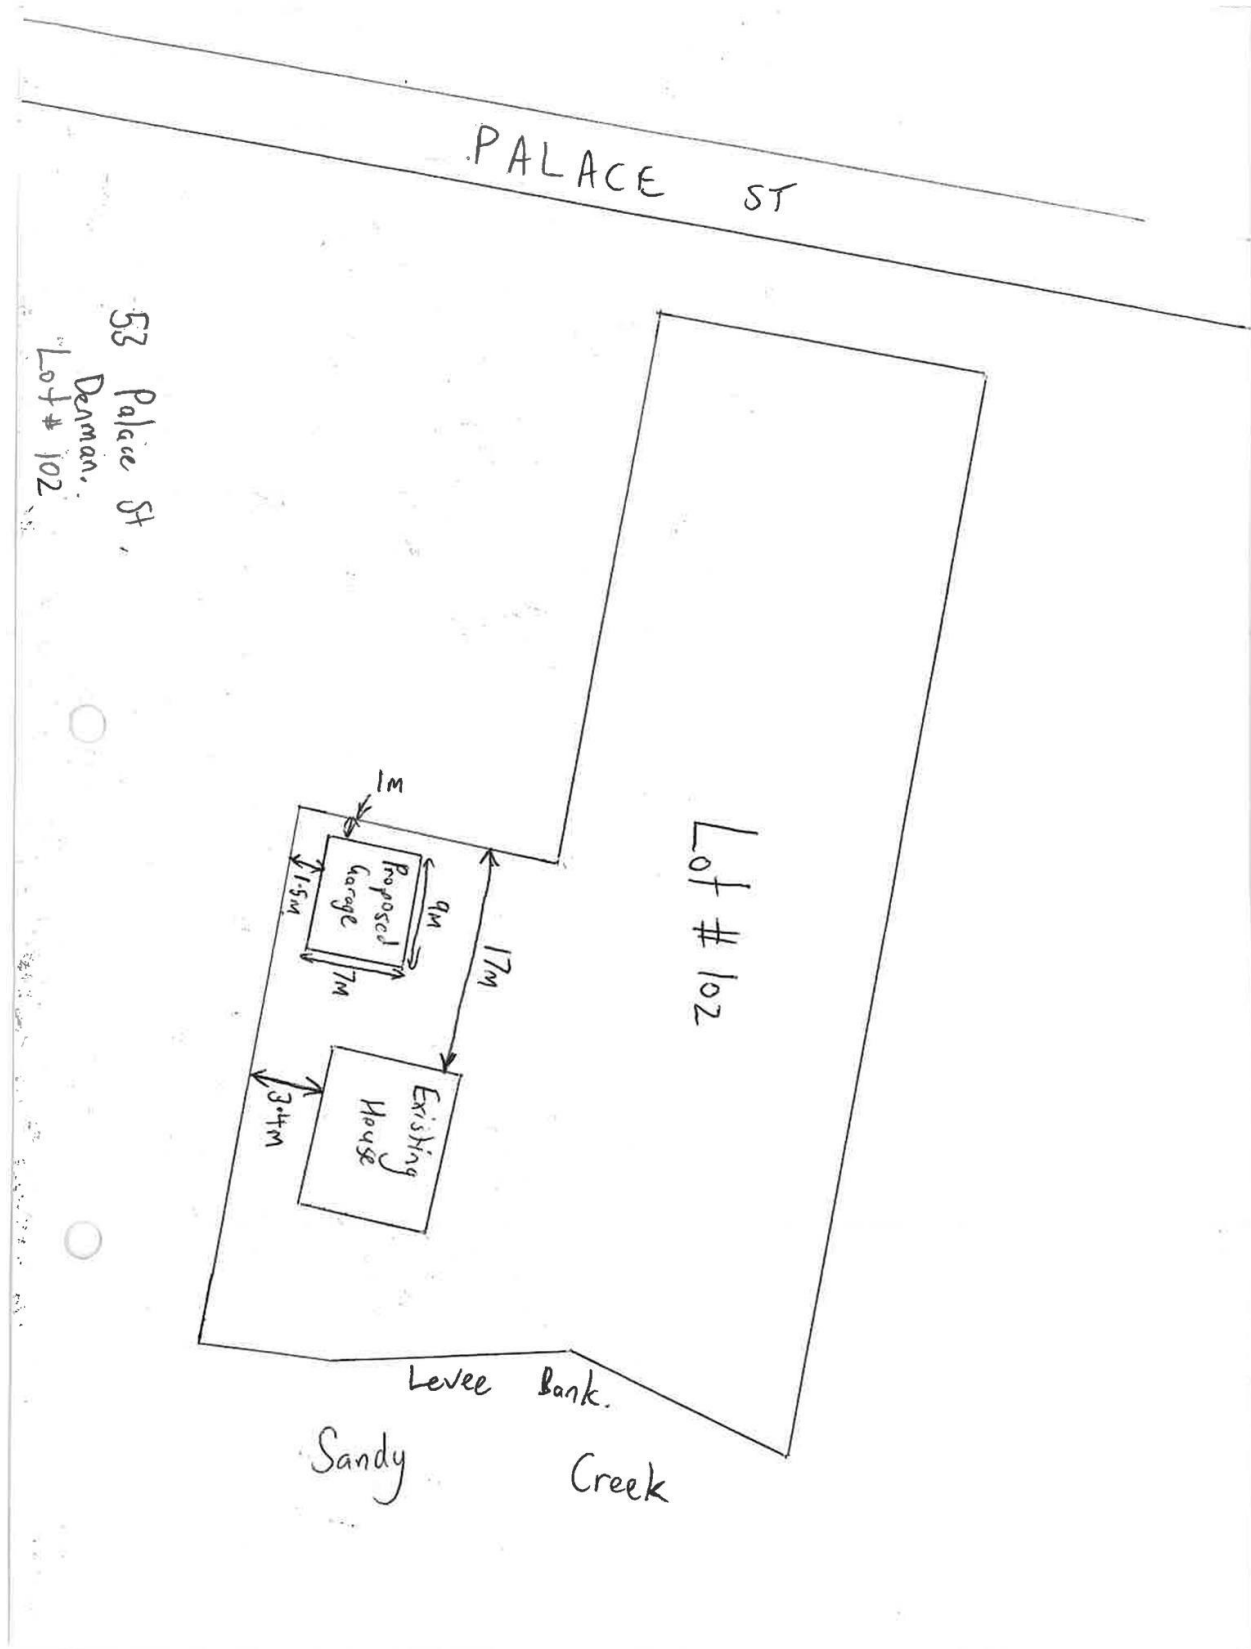 PALACE ST
53 Palace St,
Denman.
Lot # 102
Lot # 102
1m
Proposed
Garage
9m
1.5m
7m
17m
Existing
House
3.4m
Levee Bank.
Sandy Creek